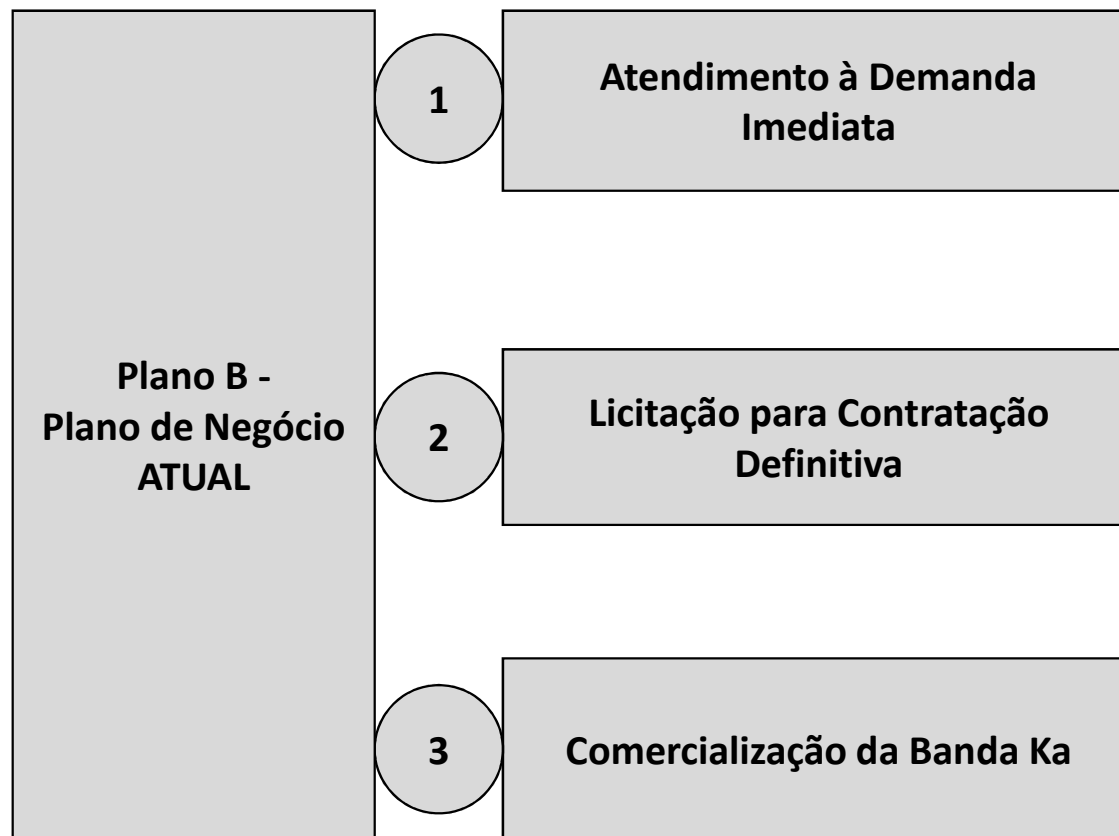 Plano B -
Plano de Negócio
ATUAL
1
Atendimento à Demanda
Imediata
2
Licitação para Contratação
Definitiva
3
Comercialização da Banda Ka